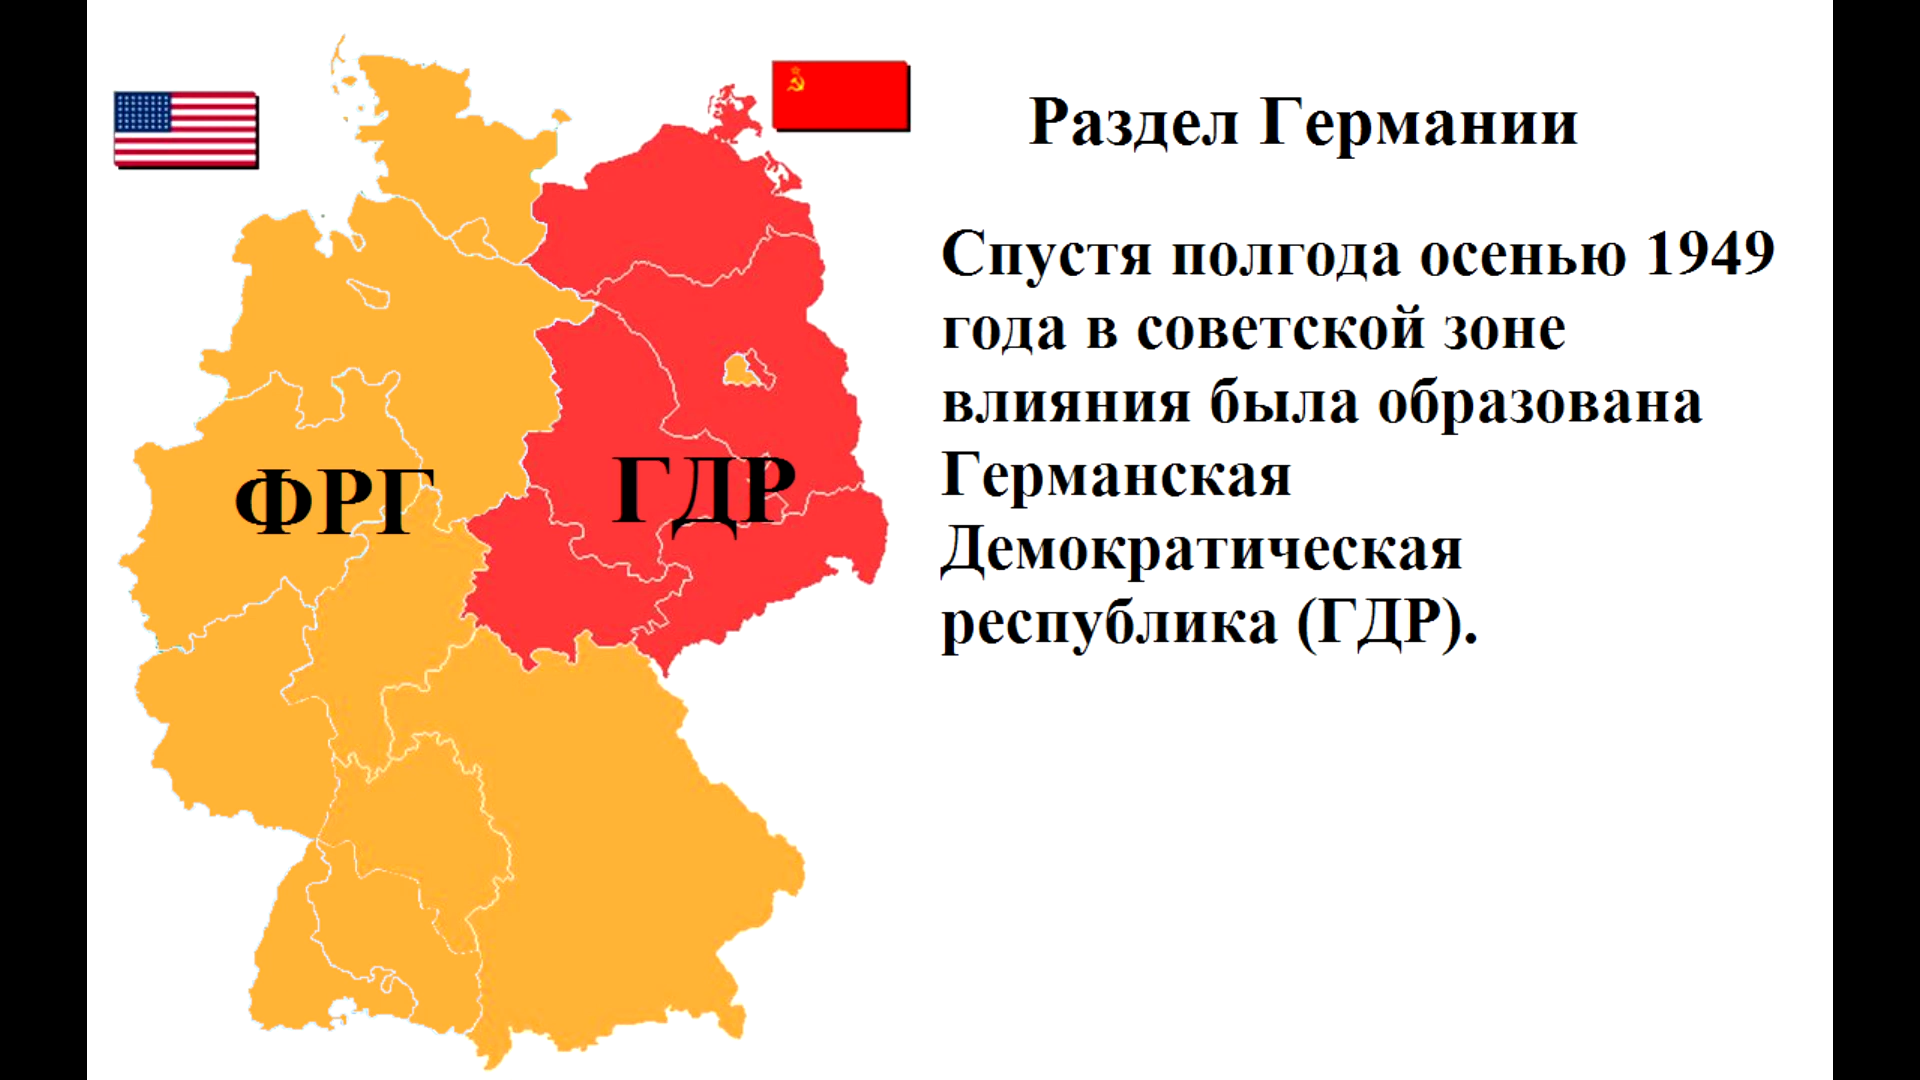 Раздел Германии
Спустя полгода осенью 1949
года в советской зоне
влияния была образована
Германская
Демократическая
республика (ГДР).
ФРГ
ГДР